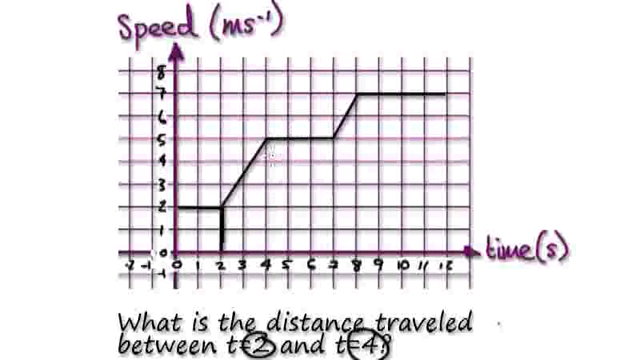 Speed (ms⁻¹)
8
7
6
5
4
3
2
1
0
-1
-2 -1 0 1 2 3 4 5 6 7 8 9 10 11 12
time(s)
What is the distance traveled
between t=2 and t=4?